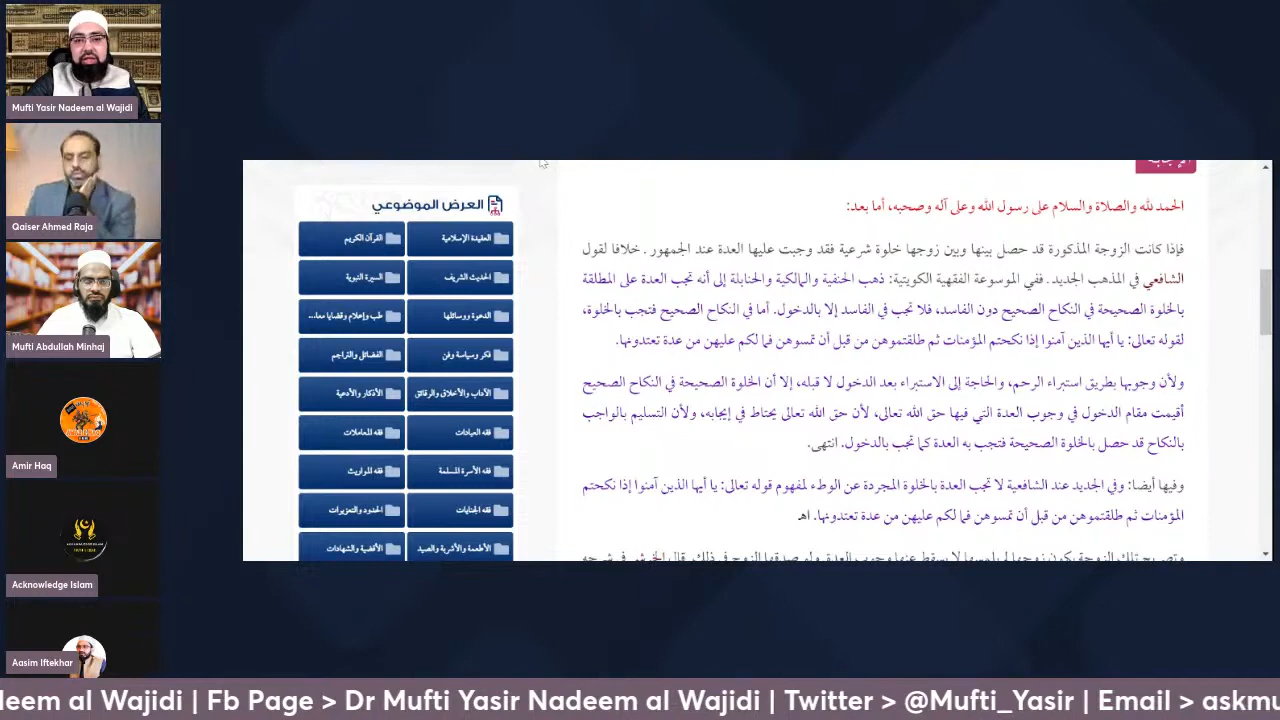 Mufti Yasir Nadeem al Wajidi
Qaiser Ahmed Raja
Mufti Abdullah Minhaj
Amir Haq
Acknowledge Islam
Aasim Iftekhar
الحمد لله والصلاة والسلام على رسول الله وعلى آله وصحبه، أما بعد:
فإذا كانت الزوجة المذكورة قد حصل بينها وبين زوجها خلوة شرعية فقد وجبت عليها العدة عند الجمهور . خلافا لقول
الشافعي في المذهب الجديد . ففي الموسوعة الفقهية الكويتية: ذهب الحنفية والمالكية والحنابلة إلى أنه تجب العدة على المطلقة
بالخلوة الصحيحة في النكاح الصحيح دون الفاسد، فلا تجب في الفاسد إلا بالدخول. أما في النكاح الصحيح فتجب بالخلوة،
لقوله تعالى: يا أيها الذين آمنوا إذا نكحتم المؤمنات ثم طلقتموهن من قبل أن تمسوهن فما لكم عليهن من عدة تعتدونها.
ولأن وجوبها بطريق استبراء الرحم، والحاجة إلى الاستبراء بعد الدخول لا قبله، إلا أن الخلوة الصحيحة في النكاح الصحيح
أقيمت مقام الدخول في وجوب العدة التي فيها حق الله تعالى، لأن حق الله تعالى يحتاط في إيجابه، ولأن التسليم بالواجب
بالنكاح قد حصل بالخلوة الصحيحة فتجب به العدة كما تجب بالدخول. انتهى.
وفيها أيضا: وفي الجديد عند الشافعية لا تجب العدة بالخلوة المجردة عن الوطء لمفهوم قوله تعالى: يا أيها الذين آمنوا إذا نكحتم
المؤمنات ثم طلقتموهن من قبل أن تمسوهن فما لكم عليهن من عدة تعتدونها. اهـ
العرض الموضوعي
العقيدة الإسلامية
القرآن الكريم
الحديث الشريف
السيرة النبوية
الدعوة ووسائلها
طب وإعلام وقضايا معا...
فكر وسياسة وفن
الفضائل والتراجم
الآداب والأخلاق والرقائق
الأذكار والأدعية
فقه العبادات
فقه المعاملات
فقه الأسرة المسلمة
فقه المواريث
فقه الجنايات
الحدود والتعزيرات
الأطعمة والأشربة والصيد
الأقضية والشهادات
deem al Wajidi | Fb Page > Dr Mufti Yasir Nadeem al Wajidi | Twitter > @Mufti_Yasir | Email > askmu